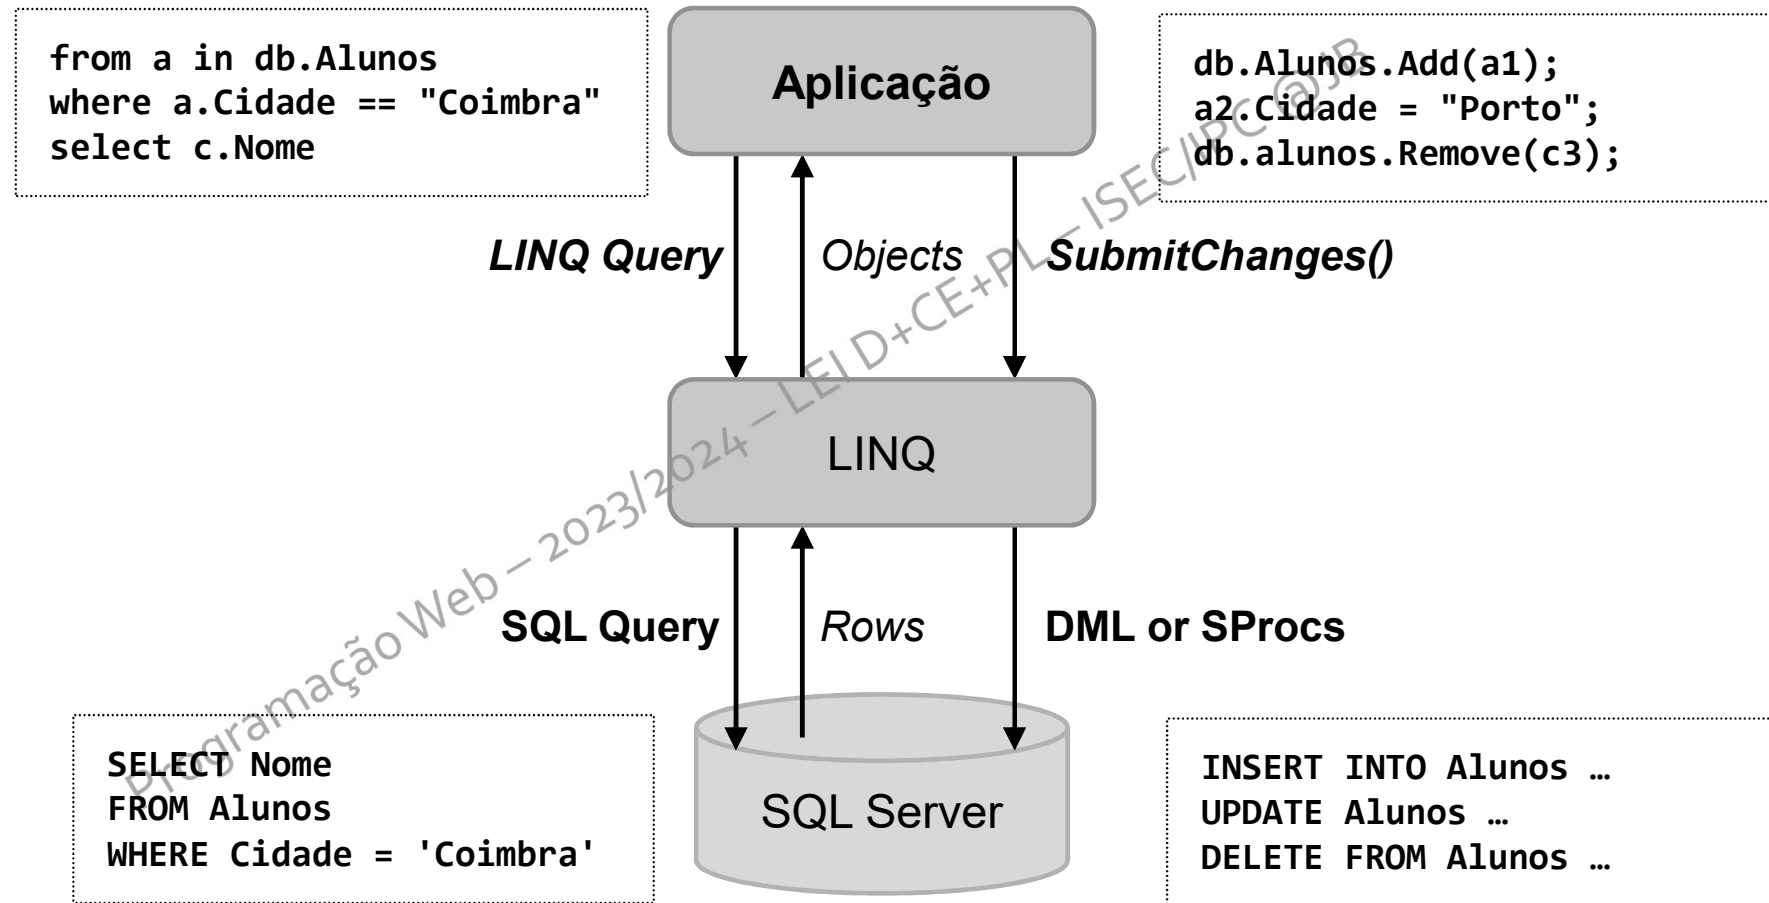 from a in db.Alunos
where a.Cidade == "Coimbra"
select c.Nome
Aplicação
db.Alunos.Add(a1);
a2.Cidade = "Porto";
db.alunos.Remove(c3);
LINQ Query
Objects
SubmitChanges()
LINQ
SQL Query
Rows
DML or SProcs
SELECT Nome
FROM Alunos
WHERE Cidade = 'Coimbra'
SQL Server
INSERT INTO Alunos …
UPDATE Alunos …
DELETE FROM Alunos …
Programação Web – 2023/2024 – LEI D+CE+PL – ISEC/IPC @JB